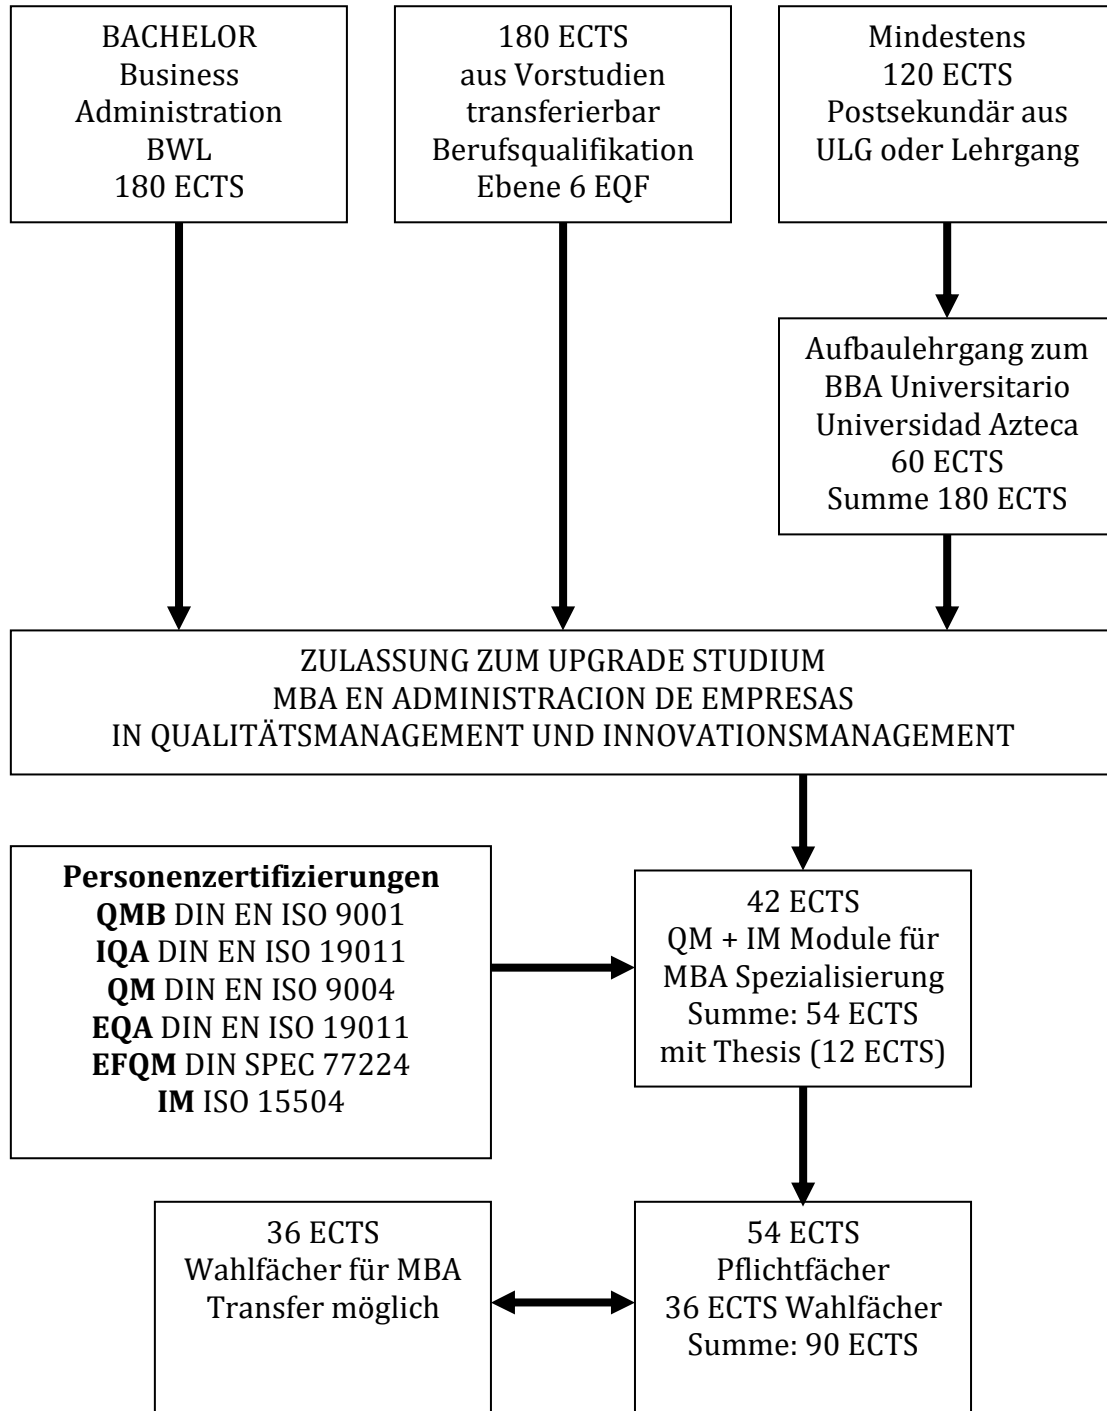 BACHELOR
Business
Administration
BWL
180 ECTS
180 ECTS
aus Vorstudien
transferierbar
Berufsqualifikation
Ebene 6 EQF
Mindestens
120 ECTS
Postsekundär aus
ULG oder Lehrgang
Aufbaulehrgang zum
BBA Universitario
Universidad Azteca
60 ECTS
Summe 180 ECTS
ZULASSUNG ZUM UPGRADE STUDIUM
MBA EN ADMINISTRACION DE EMPRESAS
IN QUALITÄTSMANAGEMENT UND INNOVATIONSMANAGEMENT
Personenzertifizierungen
QMB DIN EN ISO 9001
IQA DIN EN ISO 19011
QM DIN EN ISO 9004
EQA DIN EN ISO 19011
EFQM DIN SPEC 77224
IM ISO 15504
42 ECTS
QM + IM Module für
MBA Spezialisierung
Summe: 54 ECTS
mit Thesis (12 ECTS)
36 ECTS
Wahlfächer für MBA
Transfer möglich
54 ECTS
Pflichtfächer
36 ECTS Wahlfächer
Summe: 90 ECTS